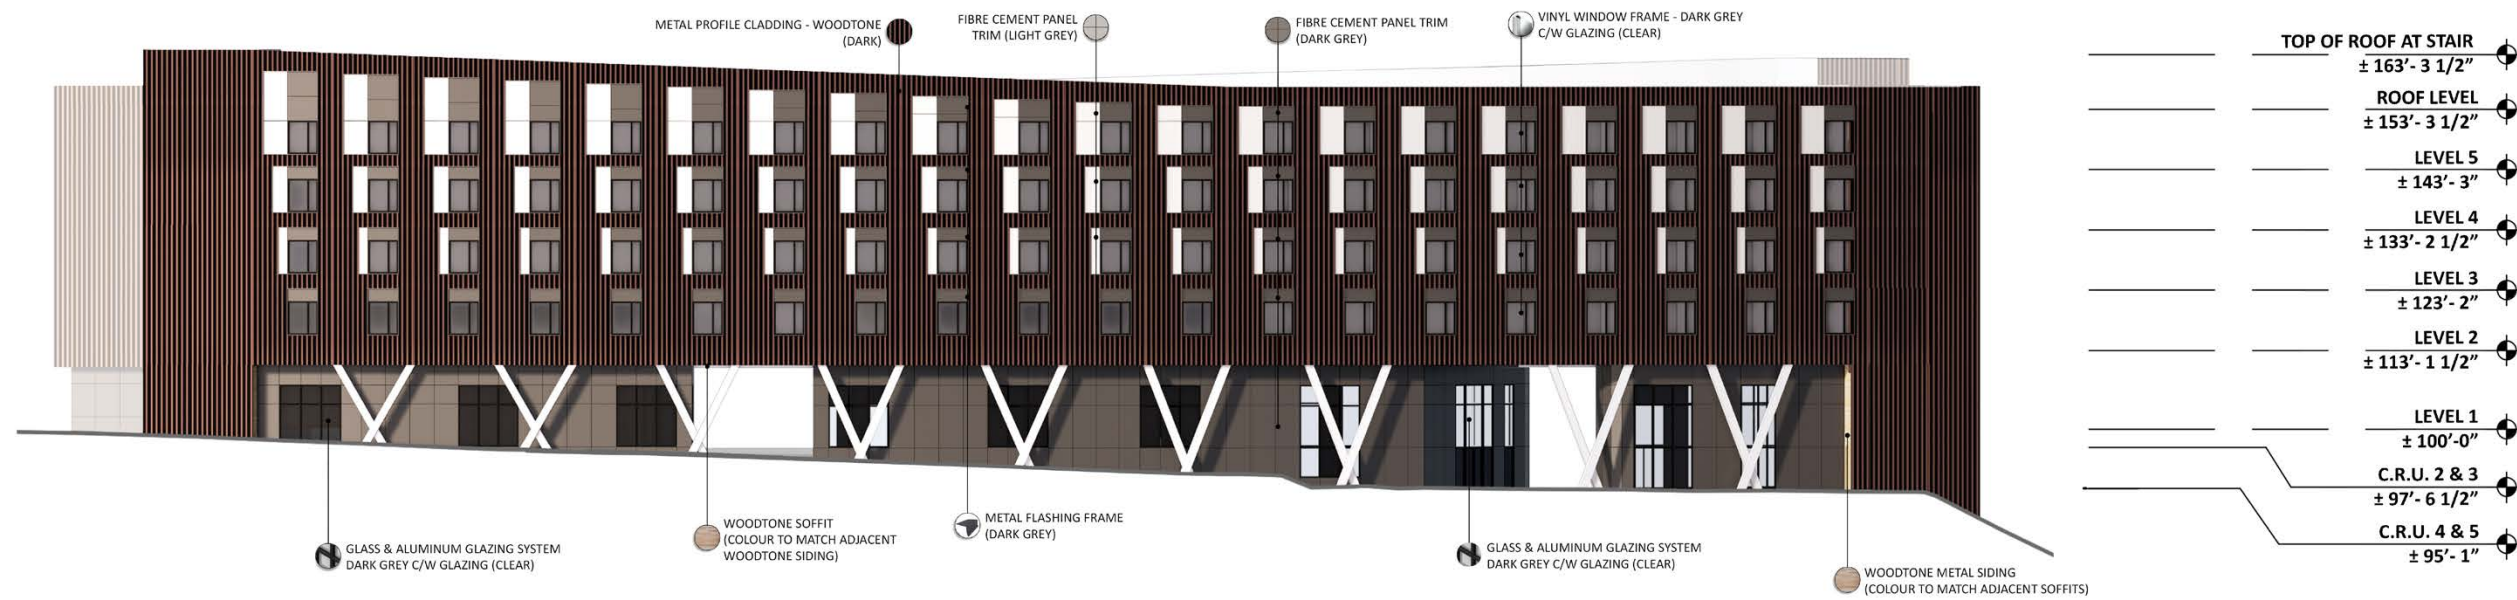 METAL PROFILE CLADDING - WOODTONE
(DARK)
FIBRE CEMENT PANEL
TRIM (LIGHT GREY)
FIBRE CEMENT PANEL TRIM
(DARK GREY)
VINYL WINDOW FRAME - DARK GREY
C/W GLAZING (CLEAR)
TOP OF ROOF AT STAIR
± 163’- 3 1/2”
ROOF LEVEL
± 153’- 3 1/2”
LEVEL 5
± 143’- 3”
LEVEL 4
± 133’- 2 1/2”
LEVEL 3
± 123’- 2”
LEVEL 2
± 113’- 1 1/2”
LEVEL 1
± 100’-0”
C.R.U. 2 & 3
± 97’- 6 1/2”
C.R.U. 4 & 5
± 95’- 1”
GLASS & ALUMINUM GLAZING SYSTEM
DARK GREY C/W GLAZING (CLEAR)
WOODTONE SOFFIT
(COLOUR TO MATCH ADJACENT
WOODTONE SIDING)
METAL FLASHING FRAME
(DARK GREY)
GLASS & ALUMINUM GLAZING SYSTEM
DARK GREY C/W GLAZING (CLEAR)
WOODTONE METAL SIDING
(COLOUR TO MATCH ADJACENT SOFFITS)